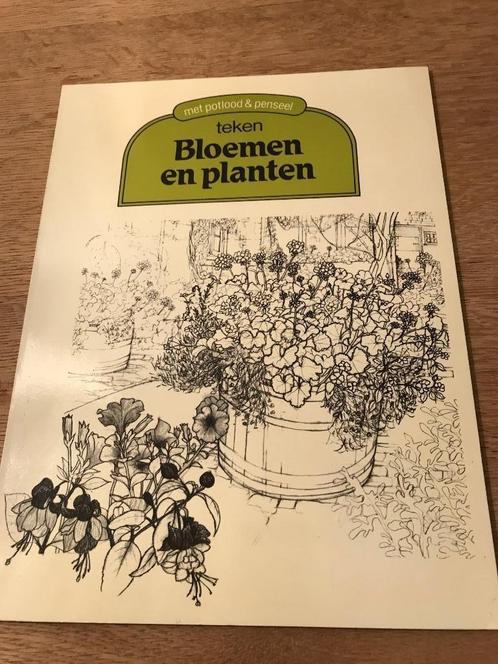 met potlood & penseel
teken
Bloemen
en planten